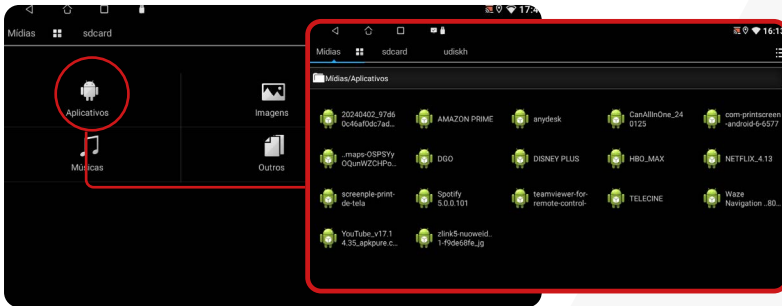 17:4
Mídias
sdcard
Aplicativos
Imagens
Músicas
Outros
16:13
Mídias
sdcard
udiskh
Mídias/Aplicativos
20240402_97d6
0c46af0dc7ad...
AMAZON PRIME
anydesk
CanAllInOne_24
0125
com-printscreen
-android-6-6577
...maps-OSPSYy
OQunWZCHPo...
DGO
DISNEY PLUS
HBO_MAX
NETFLIX_4.13
screenple-print-
de-tela
Spotify
5.0.0.101
teamviewer-for-
remote-control-
TELECINE
Waze
Navigation ..80...
YouTube_v17.1
4.35_apkpure.c...
zlink5-nuoweid..
1-f9de68fe_jg